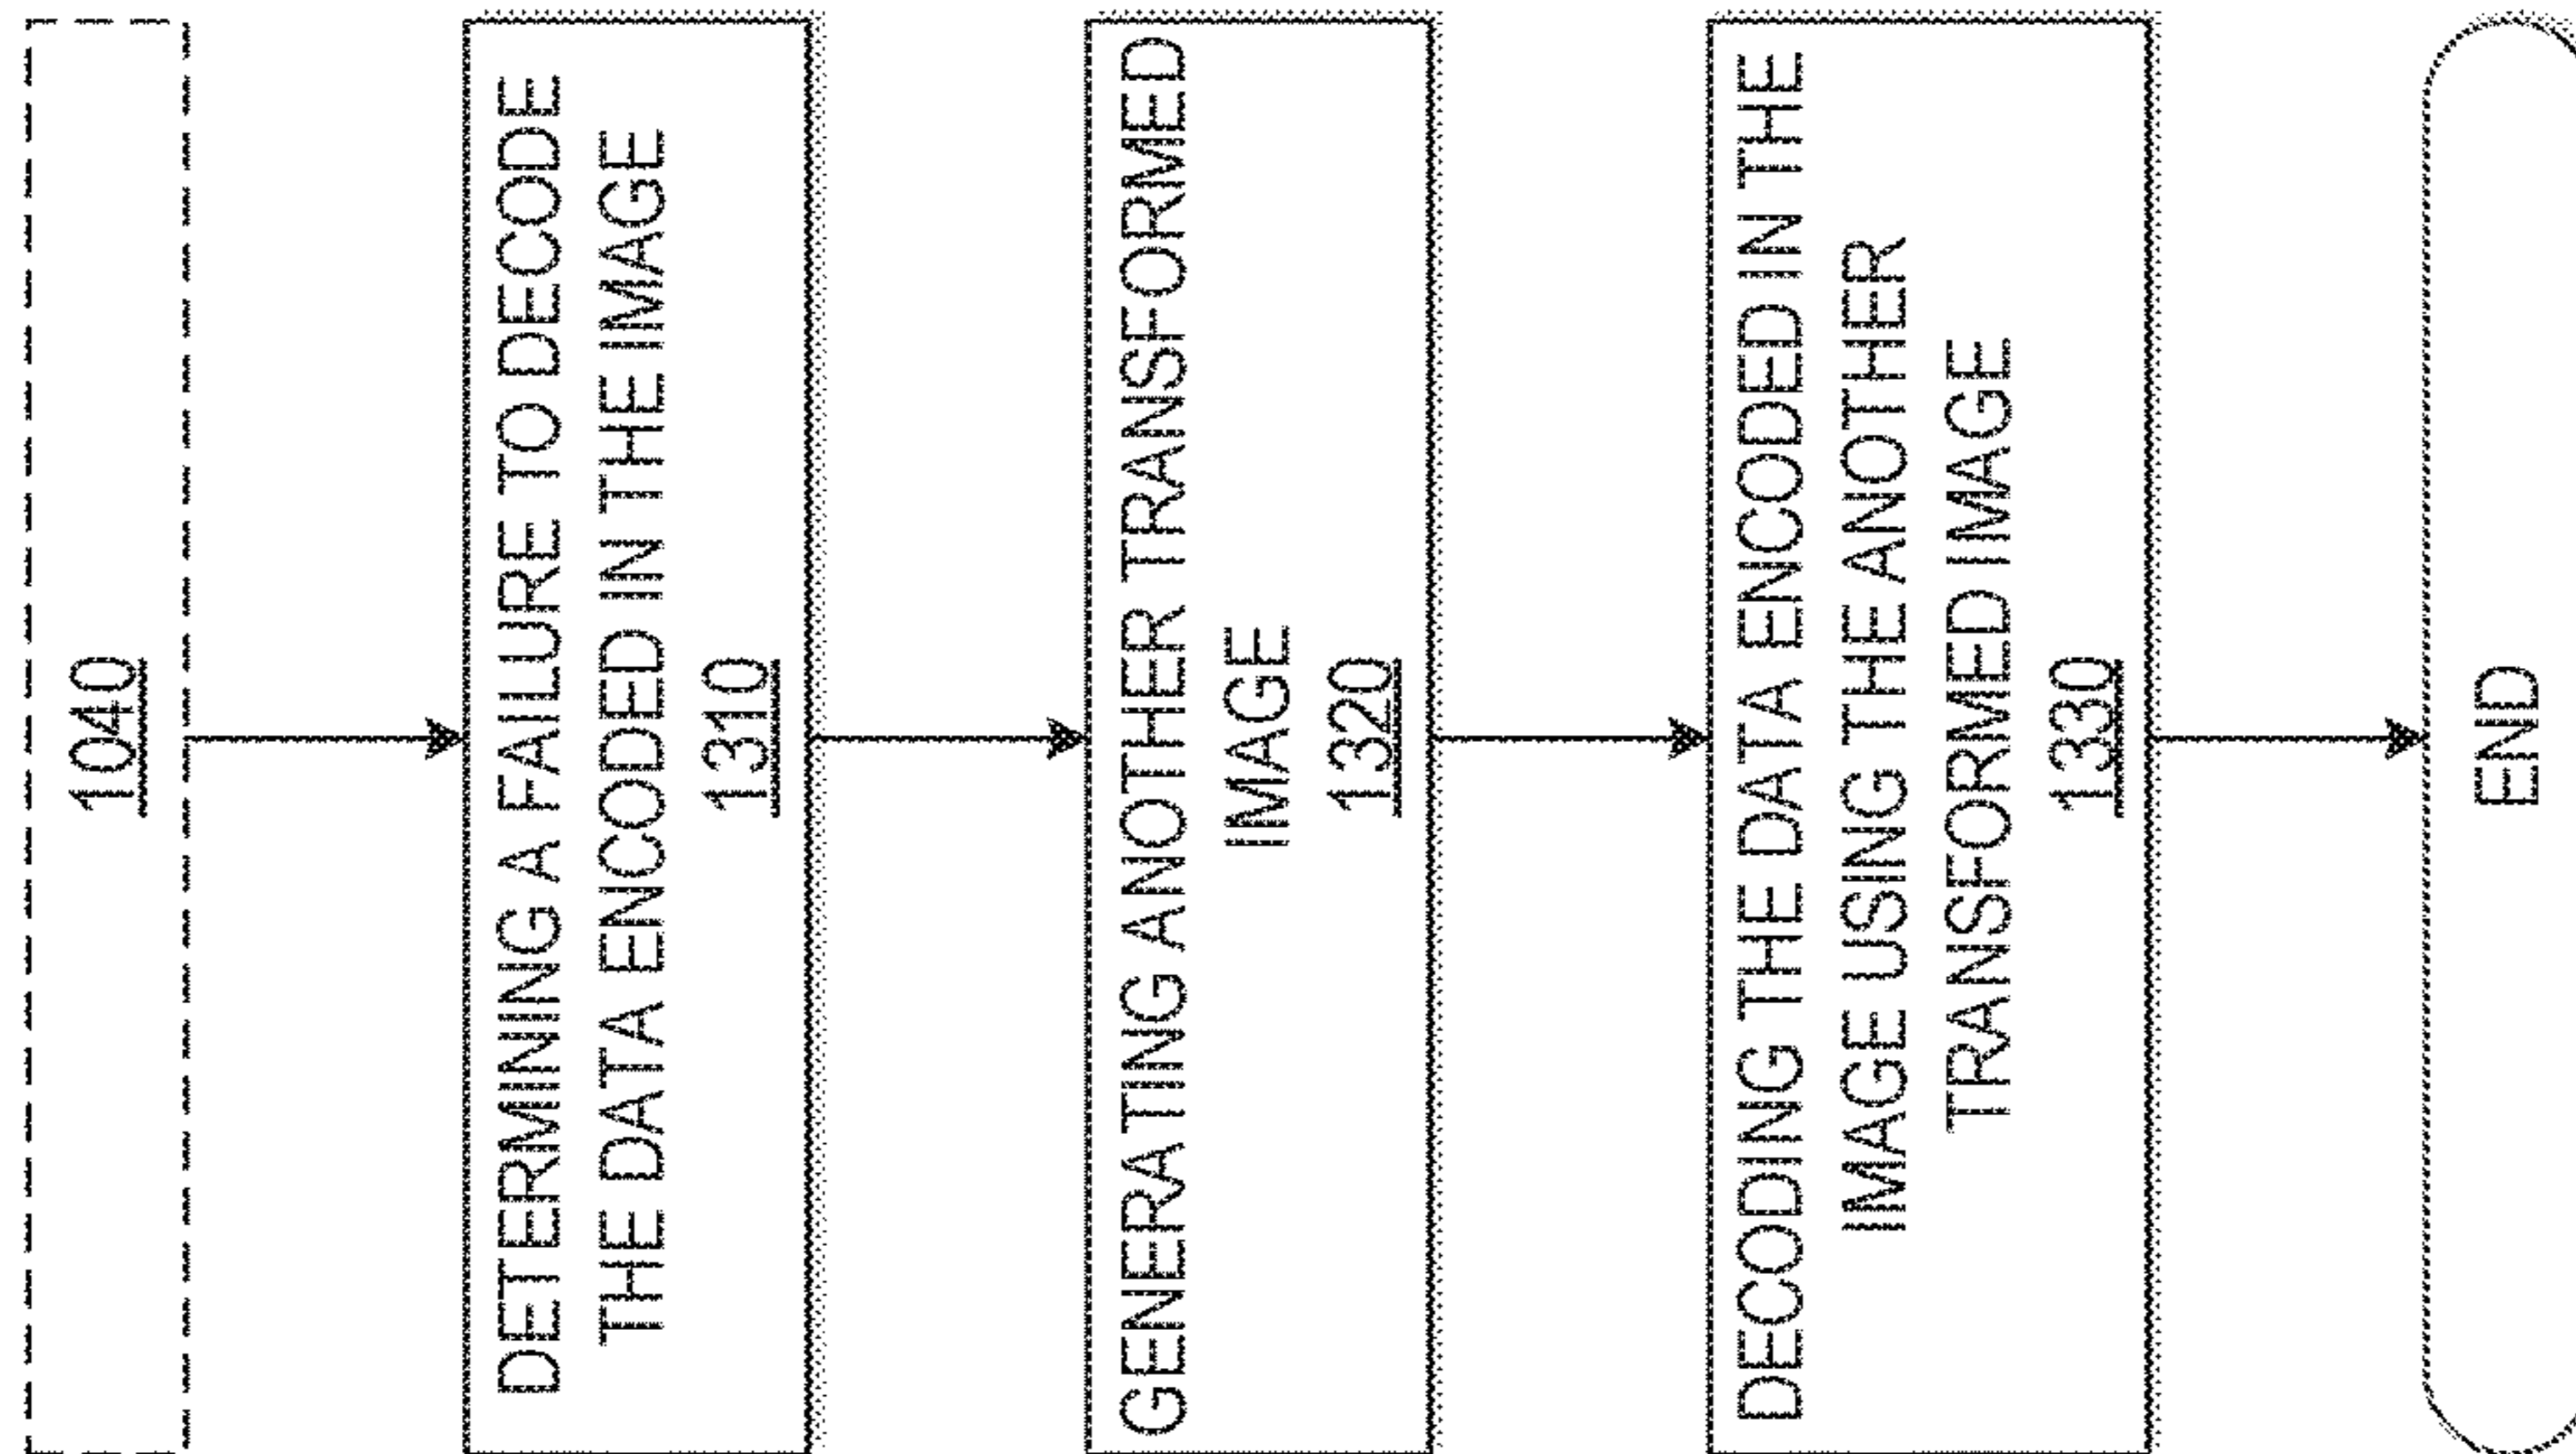 1040
DETERMINING A FAILURE TO DECODE
THE DATA ENCODED IN THE IMAGE
1310
GENERATING ANOTHER TRANSFORMED
IMAGE
1320
DECODING THE DATA ENCODED IN THE
IMAGE USING THE ANOTHER
TRANSFORMED IMAGE
1330
END